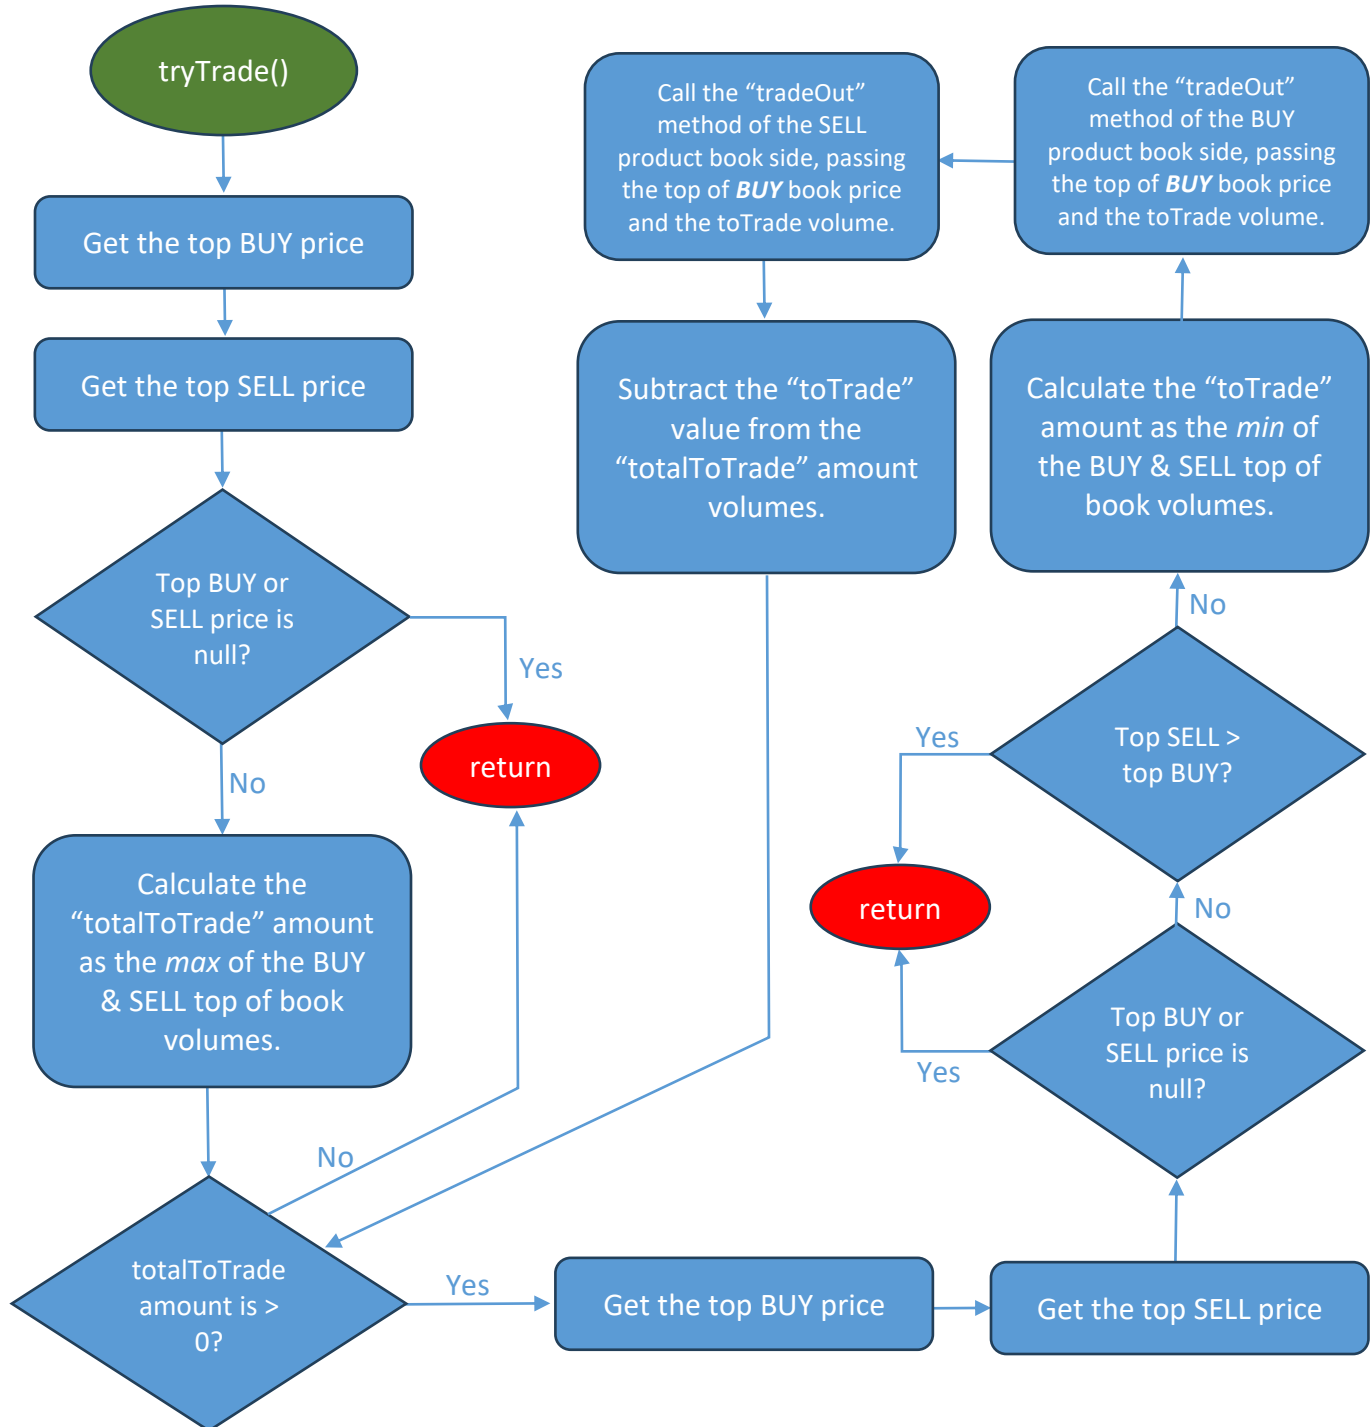 tryTrade()
Get the top BUY price
Get the top SELL price
Top BUY or
SELL price is
null?
Yes
return
No
Calculate the
“totalToTrade” amount
as the max of the BUY
& SELL top of book
volumes.
No
totalToTrade
amount is >
0?
Yes
Get the top BUY price
Get the top SELL price
Top BUY or
SELL price is
null?
Yes
return
No
Top SELL >
top BUY?
Yes
No
Calculate the “toTrade”
amount as the min of
the BUY & SELL top of
book volumes.
Call the “tradeOut”
method of the BUY
product book side, passing
the top of BUY book price
and the toTrade volume.
Call the “tradeOut”
method of the SELL
product book side, passing
the top of BUY book price
and the toTrade volume.
Subtract the “toTrade”
value from the
“totalToTrade” amount
volumes.